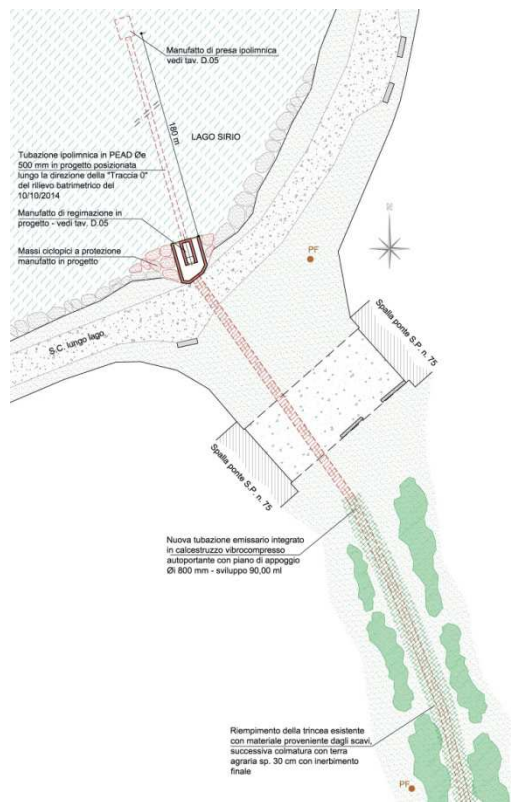 Manufatto di presa ipolimnica
vedi tav. D.05
180 m
LAGO SIRIO
Tubazione ipolimnica in PEAD Øe
500 mm in progetto posizionata
lungo la direzione della "Traccia 0"
del rilievo batrimetrico del
10/10/2014
Manufatto di regimazione in
progetto - vedi tav. D.05
Massi ciclopici a protezione
manufatto in progetto
PF
S.C. lungo lago
Spalla ponte S.P. n. 75
Spalla ponte S.P. n. 75
Nuova tubazione emissario integrato
in calcestruzzo vibrocompresso
autoportante con piano di appoggio
Øi 800 mm - sviluppo 90,00 ml
Riempimento della trincea esistente
con materiale proveniente dagli scavi,
successiva colmatura con terra
agraria sp. 30 cm con inerbimento
finale
PF